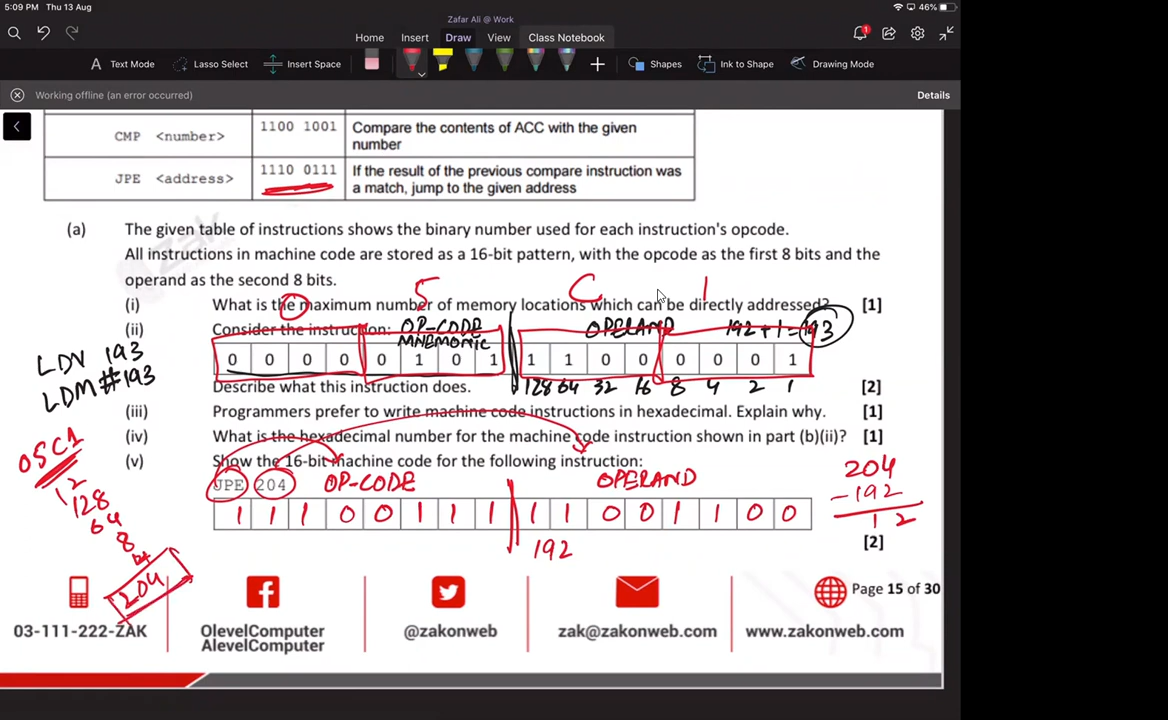 5:09 PM Thu 13 Aug
46%
Zafar Ali @ Work
Home Insert Draw View Class Notebook
1
Text Mode Lasso Select Insert Space Shapes Ink to Shape Drawing Mode
Working offline (an error occurred) Details
CMP <number> 1100 1001 Compare the contents of ACC with the given
number
JPE <address> 1110 0111 If the result of the previous compare instruction was
a match, jump to the given address
(a) The given table of instructions shows the binary number used for each instruction's opcode.
All instructions in machine code are stored as a 16-bit pattern, with the opcode as the first 8 bits and the
operand as the second 8 bits.
0 5 C 1
(i) What is the maximum number of memory locations which can be directly addressed? [1]
(ii) Consider the instruction: OP-CODE OPERAND 192+1=193
MNEMONIC
LDV 193
LDM #193
0 0 0 0 0 1 0 1 1 1 0 0 0 0 0 1
128 64 32 16 8 4 2 1
Describe what this instruction does. [2]
(iii) Programmers prefer to write machine code instructions in hexadecimal. Explain why. [1]
(iv) What is the hexadecimal number for the machine code instruction shown in part (b)(ii)? [1]
05C1
(v) Show the 16-bit machine code for the following instruction:
JPE 204 OP-CODE OPERAND
1 1 1 0 0 1 1 1 1 1 0 0 1 1 0 0
192
204
-192
12
[2]
12
128
64
8
204
Page 15 of 30
03-111-222-ZAK OlevelComputer @zakonweb zak@zakonweb.com www.zakonweb.com
AlevelComputer